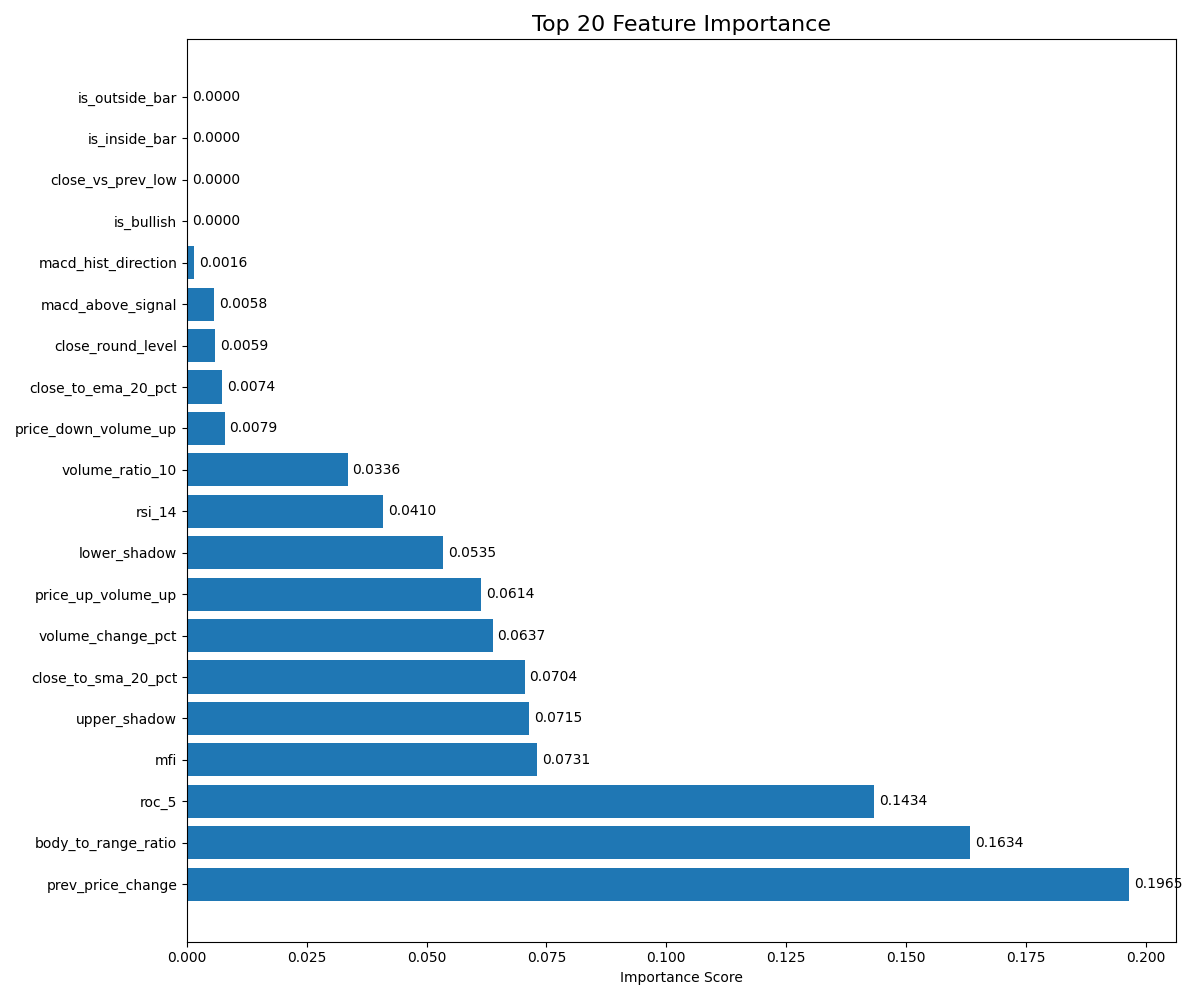 Top 20 Feature Importance
is_outside_bar 0.0000
is_inside_bar 0.0000
close_vs_prev_low 0.0000
is_bullish 0.0000
macd_hist_direction 0.0016
macd_above_signal 0.0058
close_round_level 0.0059
close_to_ema_20_pct 0.0074
price_down_volume_up 0.0079
volume_ratio_10 0.0336
rsi_14 0.0410
lower_shadow 0.0535
price_up_volume_up 0.0614
volume_change_pct 0.0637
close_to_sma_20_pct 0.0704
upper_shadow 0.0715
mfi 0.0731
roc_5 0.1434
body_to_range_ratio 0.1634
prev_price_change 0.1965
0.000 0.025 0.050 0.075 0.100 0.125 0.150 0.175 0.200
Importance Score